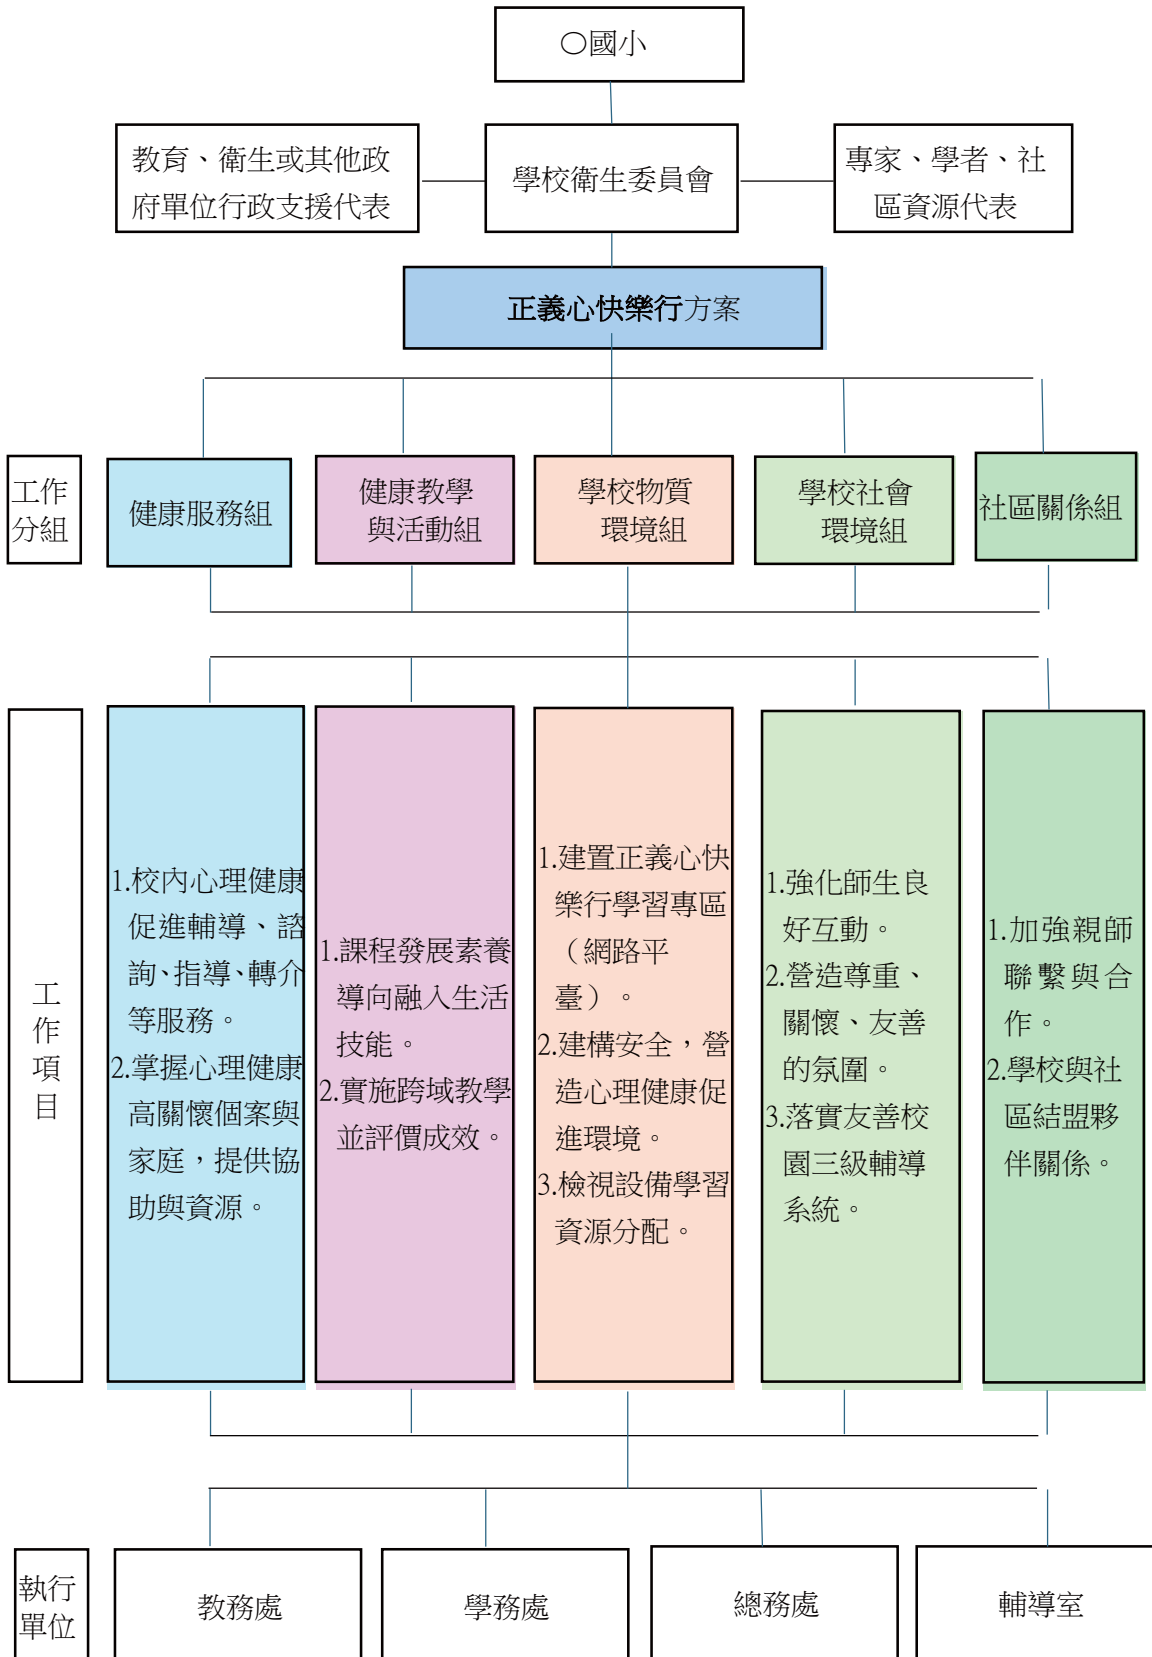 〇國小
教育、衛生或其他政
府單位行政支援代表
學校衛生委員會
專家、學者、社
區資源代表
正義心快樂行方案
工作
分組
健康服務組
健康教學
與活動組
學校物質
環境組
學校社會
環境組
社區關係組
工
作
項
目
1.校內心理健康
促進輔導、諮
詢、指導、轉介
等服務。
2.掌握心理健康
高關懷個案與
家庭，提供協
助與資源。
1.課程發展素養
導向融入生活
技能。
2.實施跨域教學
並評價成效。
1.建置正義心快
樂行學習專區
（網路平
臺）。
2.建構安全，營
造心理健康促
進環境。
3.檢視設備學習
資源分配。
1.強化師生良
好互動。
2.營造尊重、
關懷、友善
的氛圍。
3.落實友善校
園三級輔導
系統。
1.加強親師
聯繫與合
作。
2.學校與社
區結盟夥
伴關係。
執行
單位
教務處
學務處
總務處
輔導室